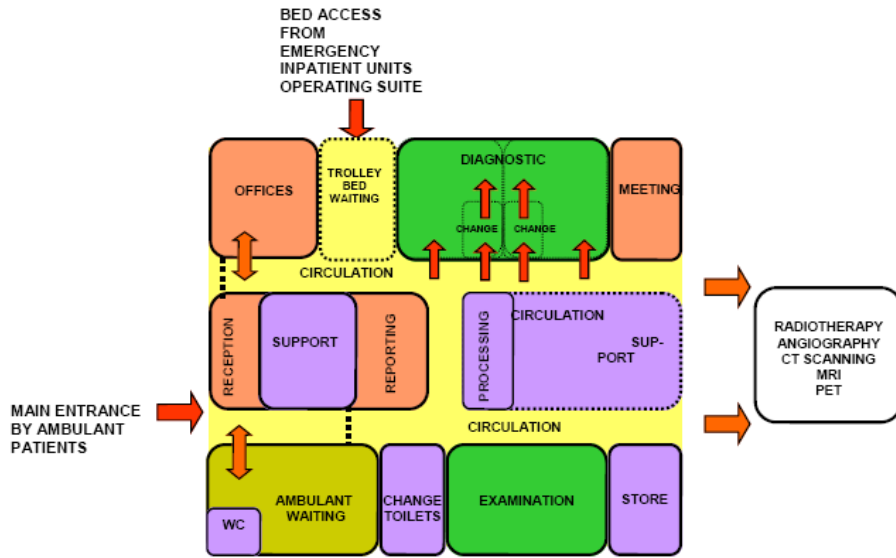 BED ACCESS
FROM
EMERGENCY
INPATIENT UNITS
OPERATING SUITE
OFFICES
TROLLEY
BED
WAITING
DIAGNOSTIC
CHANGE
CHANGE
MEETING
CIRCULATION
RECEPTION
SUPPORT
REPORTING
PROCESSING
CIRCULATION
SUP-
PORT
RADIOTHERAPY
ANGIOGRAPHY
CT SCANNING
MRI
PET
MAIN ENTRANCE
BY AMBULANT
PATIENTS
CIRCULATION
WC
AMBULANT
WAITING
CHANGE
TOILETS
EXAMINATION
STORE